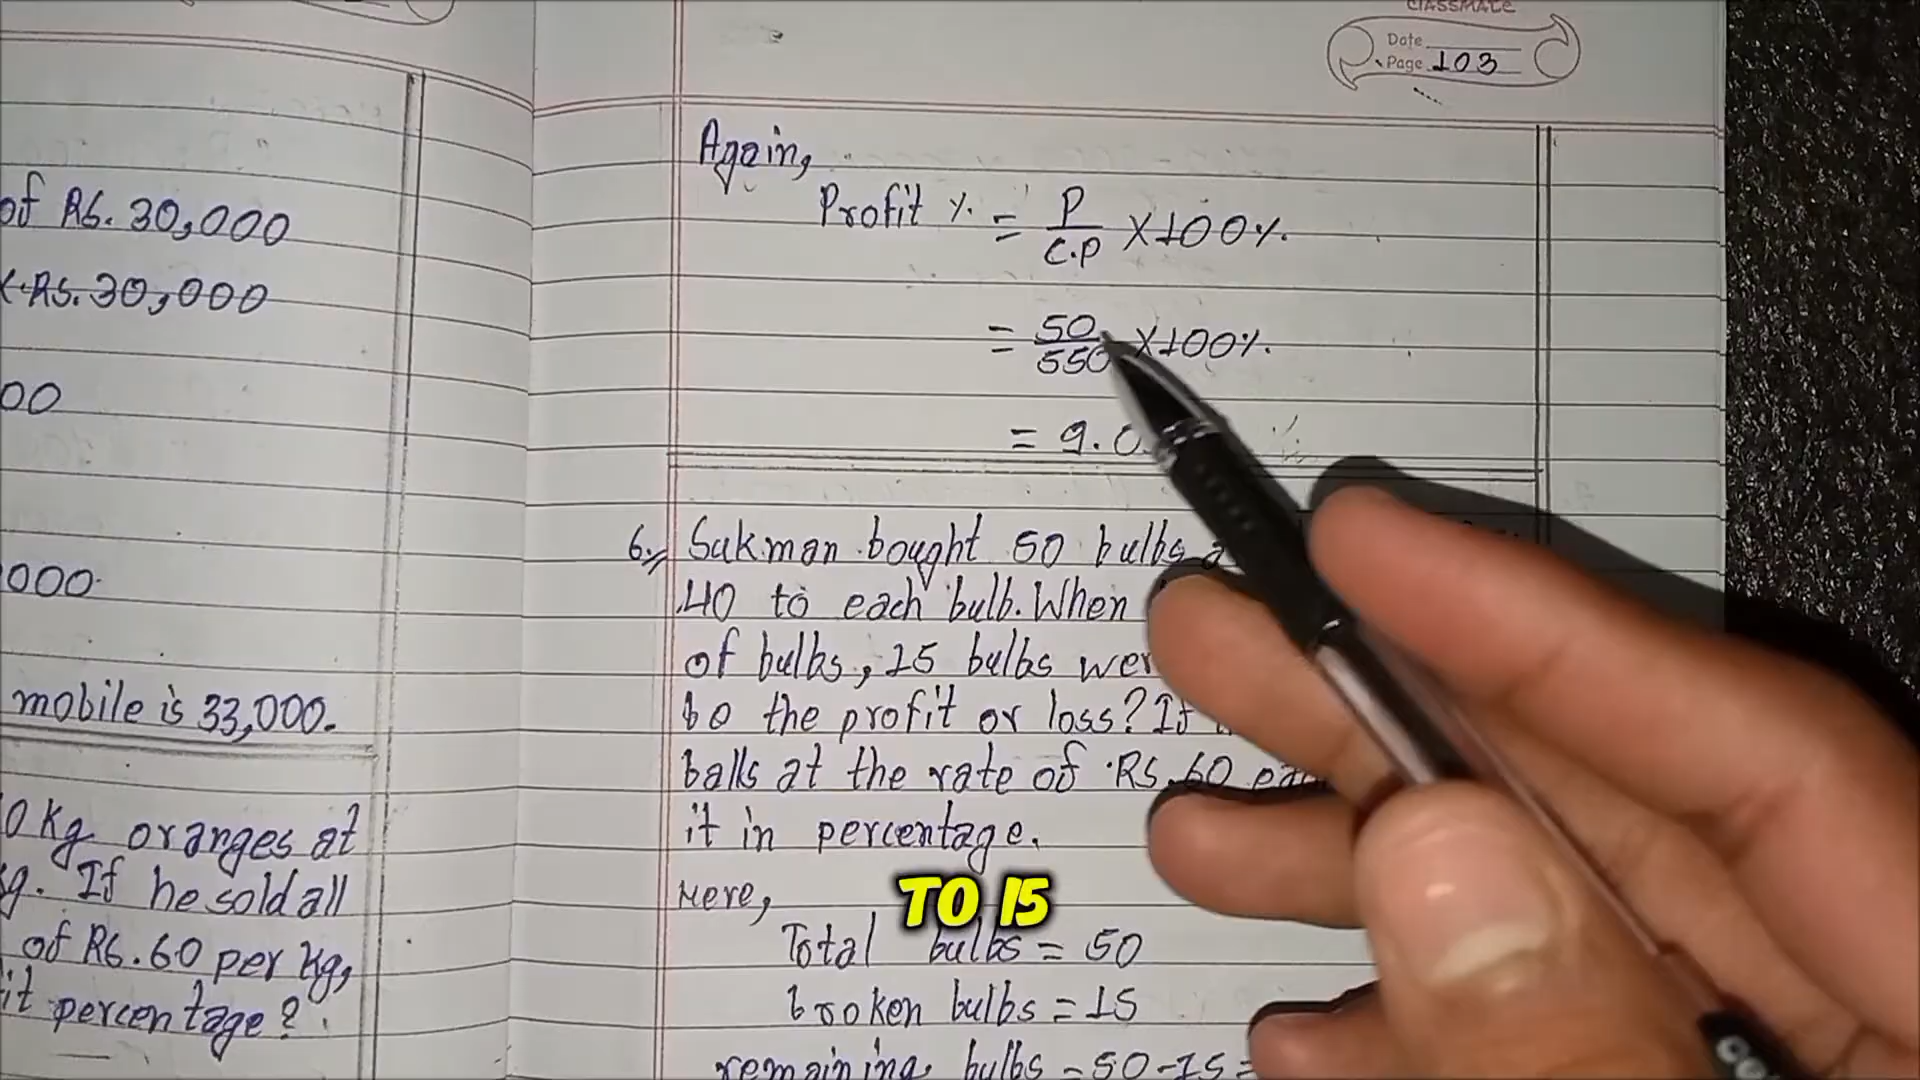 of Rs. 30,000
Rs. 30,000
00
000
mobile is 33,000.
0 kg oranges at
g. If he sold all
of Rs. 60 per kg,
it percentage?
CLASSMATE
Date
Page 103
Again,
Profit % = P/C.P X 100%.
= 50/550 X 100%.
= 9.0
6. Sukman bought 50 bulbs
40 to each bulb. When
of bulbs, 15 bulbs wer
bo the profit or loss? If
balls at the rate of Rs. 60 ea
it in percentage.
Here,
TO 15
Total bulbs = 50
broken bulbs = 15
remaining bulbs = 50-15=